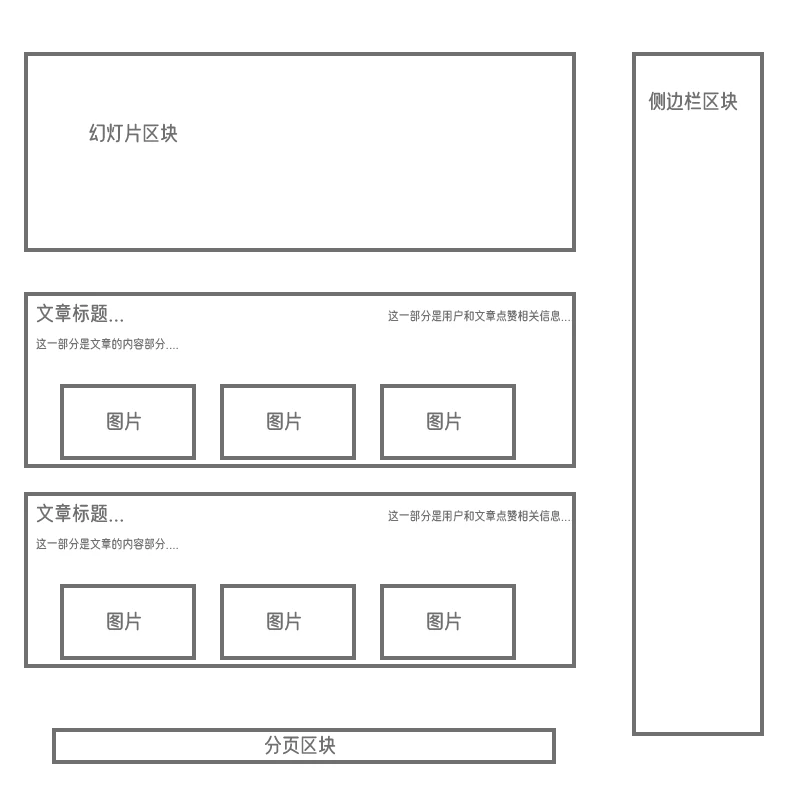 幻灯片区块
侧边栏区块
文章标题...
这一部分是用户和文章点赞相关信息....
这一部分是文章的内容部分....
图片
图片
图片
文章标题...
这一部分是用户和文章点赞相关信息....
这一部分是文章的内容部分....
图片
图片
图片
分页区块